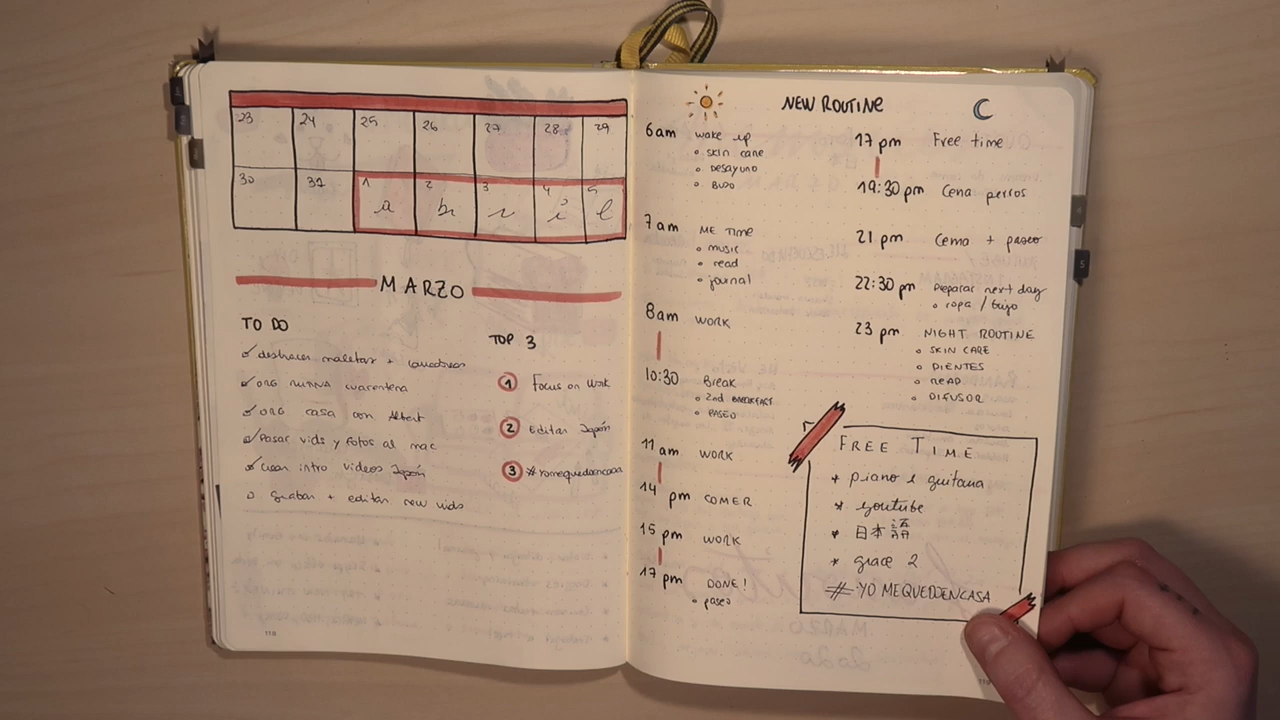 23 24 25 26 27 28 29
30 31 1 2 3 4 5
a b r i l
MARZO
TO DO
deshacer maletas +
ORG RUTINA cuarentena
ORG casa con Albert
Pasar vids y fotos al mac
Crear intro videos Japón
Grabar + editar new vids
TOP 3
1 Focus on work
2 Editar Japón
3 #yomequedoencasa
110
NEW ROUTINE
6am wake up
SKIN CARE
DESAYUNO
BUJO
7am ME Time
music
read
journal
8am WORK
10:30 Break
2nd BREAKFAST
PASEO
11 am WORK
14 pm COMER
15 pm WORK
17 pm DONE!
paseo
17 pm Free time
19:30 pm Cena perros
21 pm Cena + paseo
22:30 pm Preparar next day
ropa / bujo
23 pm NIGHT ROUTINE
SKIN CARE
DIENTES
READ
DIFUSOR
FREE TIME
* piano & guitarra
* youtube
* 日本語
* grace 2
# YO MEQUEDOENCASA